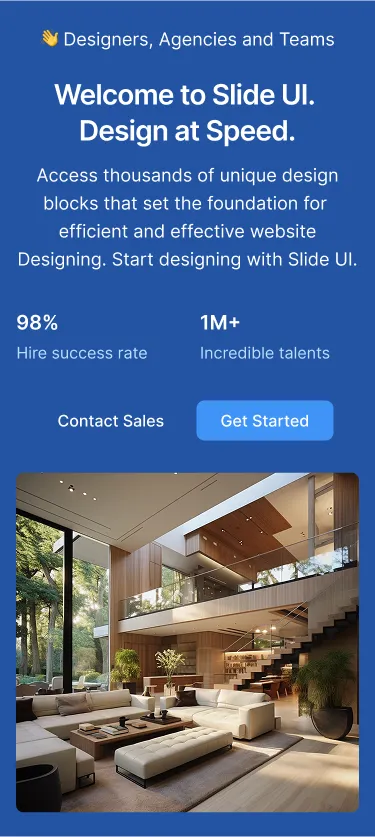 👋 Designers, Agencies and Teams
Welcome to Slide UI.
Design at Speed.
Access thousands of unique design
blocks that set the foundation for
efficient and effective website
Designing. Start designing with Slide UI.
98%
1M+
Hire success rate
Incredible talents
Contact Sales
Get Started